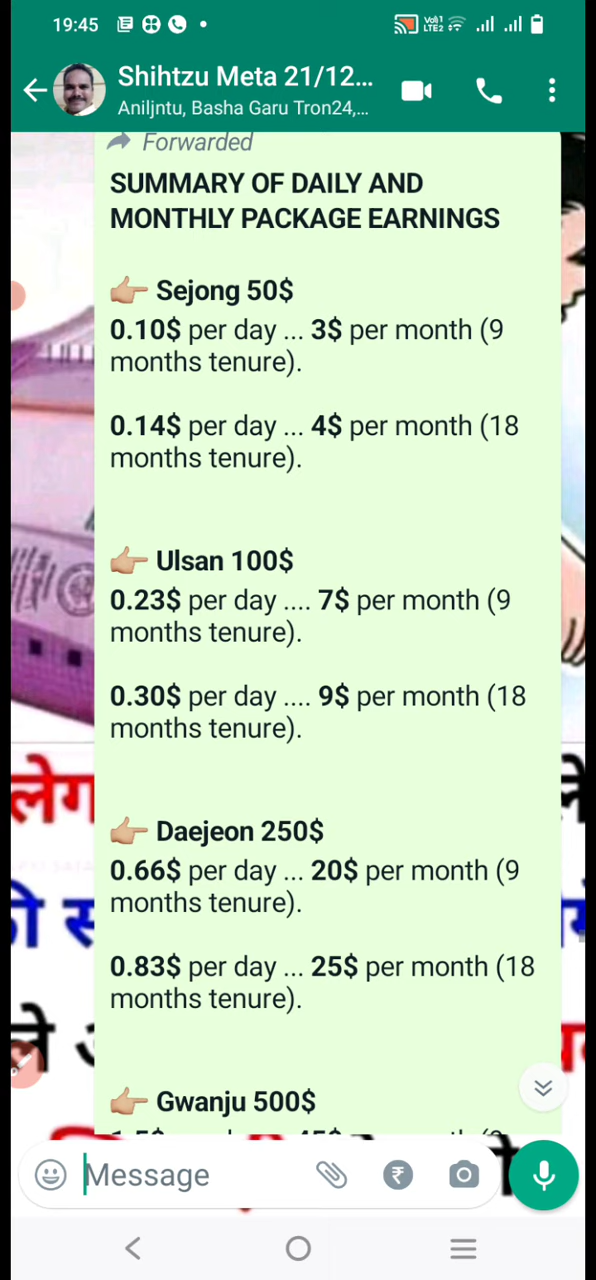 19:45
Vo)) 1
LTE2
Shihtzu Meta 21/12...
Aniljntu, Basha Garu Tron24,...
Forwarded
SUMMARY OF DAILY AND
MONTHLY PACKAGE EARNINGS
👉🏼 Sejong 50$
0.10$ per day ... 3$ per month (9
months tenure).
0.14$ per day ... 4$ per month (18
months tenure).
👉🏼 Ulsan 100$
0.23$ per day .... 7$ per month (9
months tenure).
0.30$ per day .... 9$ per month (18
months tenure).
लेग
👉🏼 Daejeon 250$
0.66$ per day ... 20$ per month (9
months tenure).
0.83$ per day ... 25$ per month (18
months tenure).
👉🏼 Gwanju 500$
Message